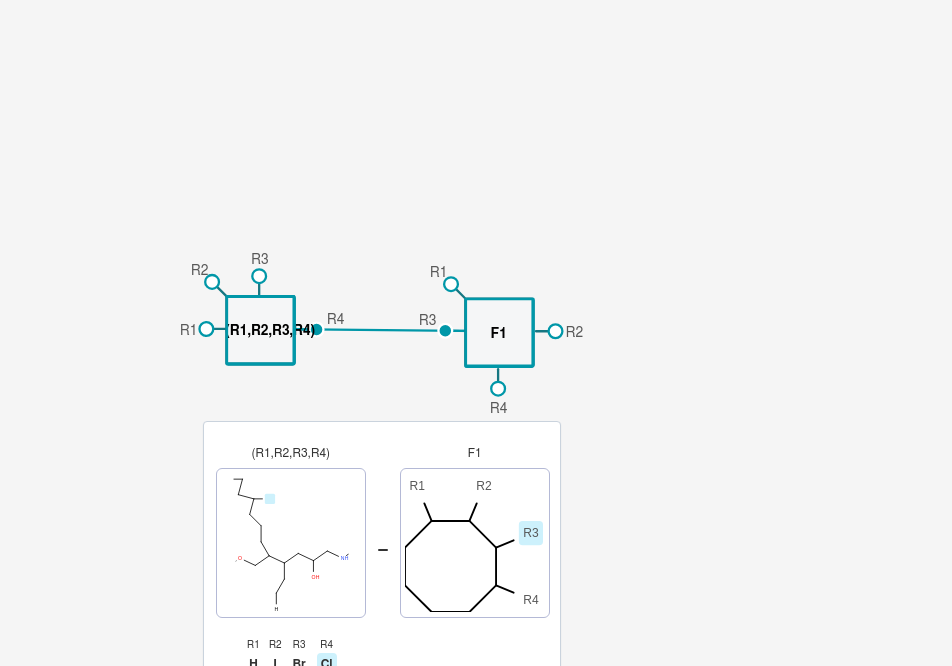 R3
R2
R1
(R1,R2,R3,R4)
R4
R1
R3
F1
R2
R4
(R1,R2,R3,R4) F1
OH
H
R1 R2
R3
R4
R1 R2 R3 R4
H I Br Cl